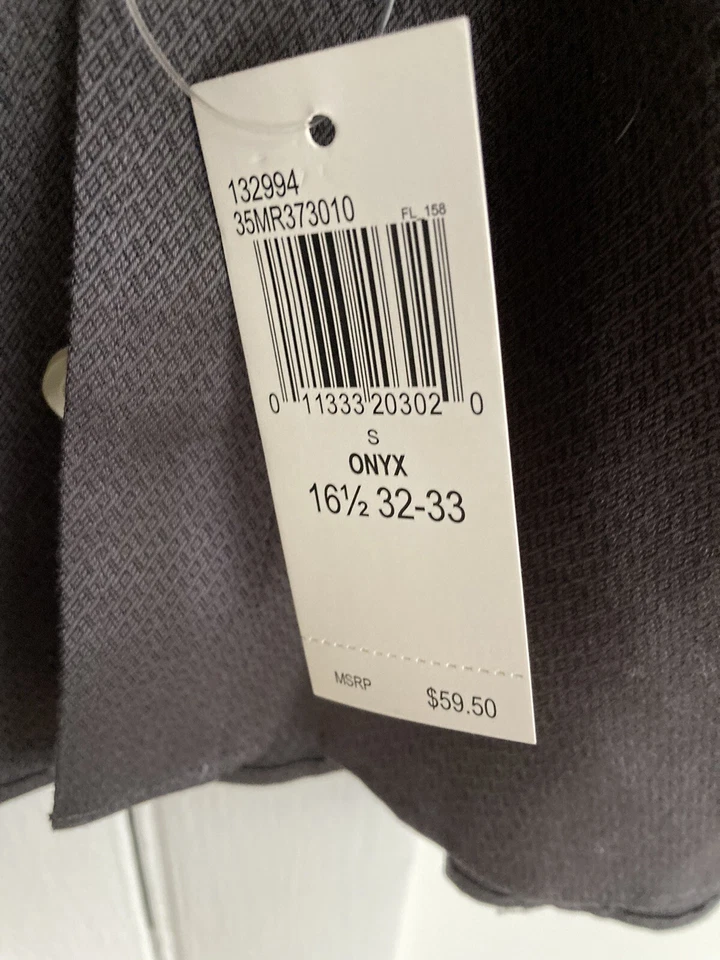 132994
35MR373010
FL_158
0 11333 20302 0
S
ONYX
16½ 32-33
MSRP $59.50